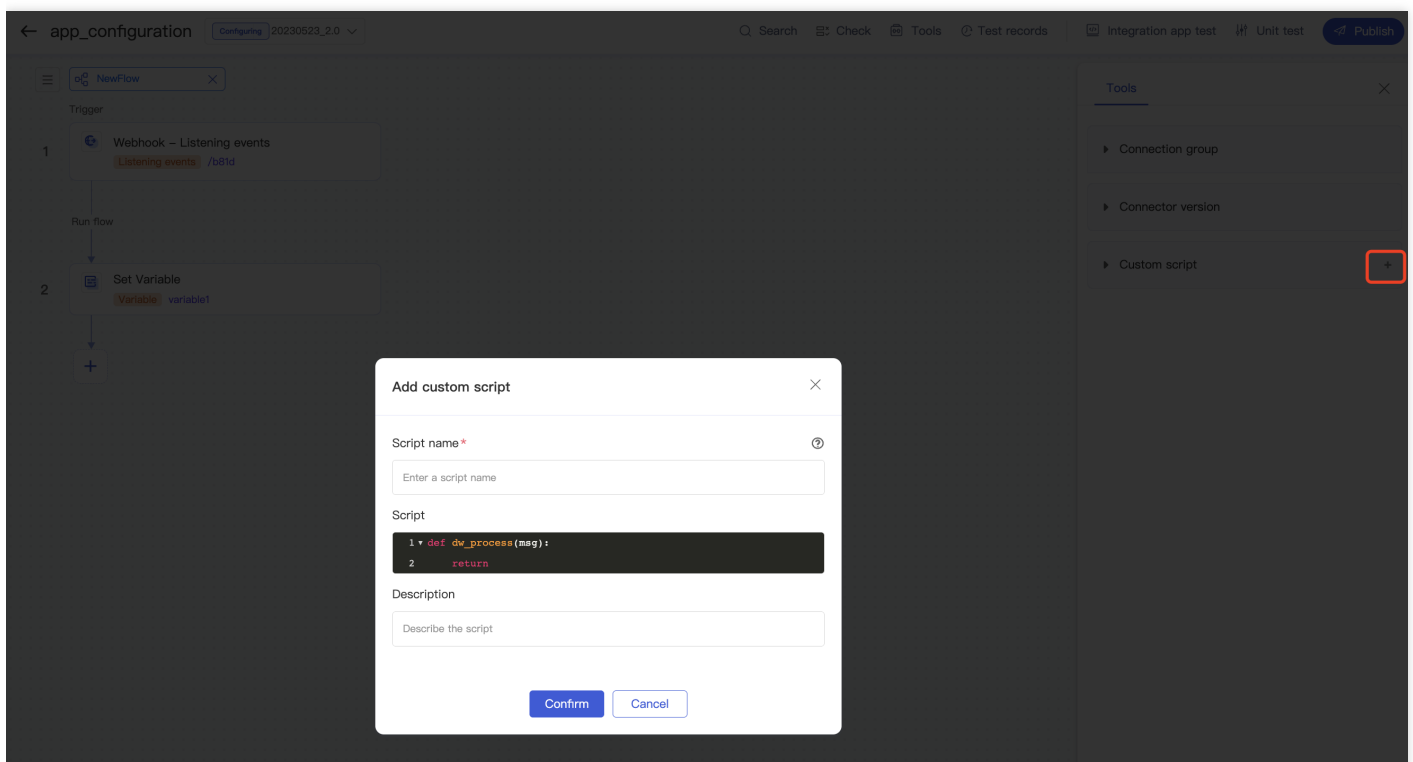 app_configuration Configuring 20230523_2.0 Search Check Tools Test records Integration app test Unit test Publish
NewFlow
Trigger
1 Webhook – Listening events
Listening events /b81d
Run flow
2 Set Variable
Variable variable1
Tools
Connection group
Connector version
Custom script
Add custom script
Script name*
Enter a script name
Script
1 def dw_process(msg):
2 return
Description
Describe the script
Confirm Cancel